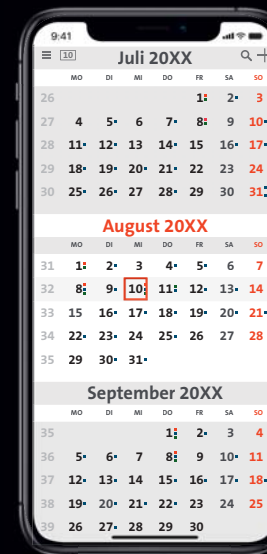 9:41
10 Juli 20XX
MO DI MI DO FR SA SO
26 1 2 3
27 4 5 6 7 8 9 10
28 11 12 13 14 15 16 17
29 18 19 20 21 22 23 24
30 25 26 27 28 29 30 31
August 20XX
MO DI MI DO FR SA SO
31 1 2 3 4 5 6 7
32 8 9 10 11 12 13 14
33 15 16 17 18 19 20 21
34 22 23 24 25 26 27 28
35 29 30 31
September 20XX
MO DI MI DO FR SA SO
35 1 2 3 4
36 5 6 7 8 9 10 11
37 12 13 14 15 16 17 18
38 19 20 21 22 23 24 25
39 26 27 28 29 30